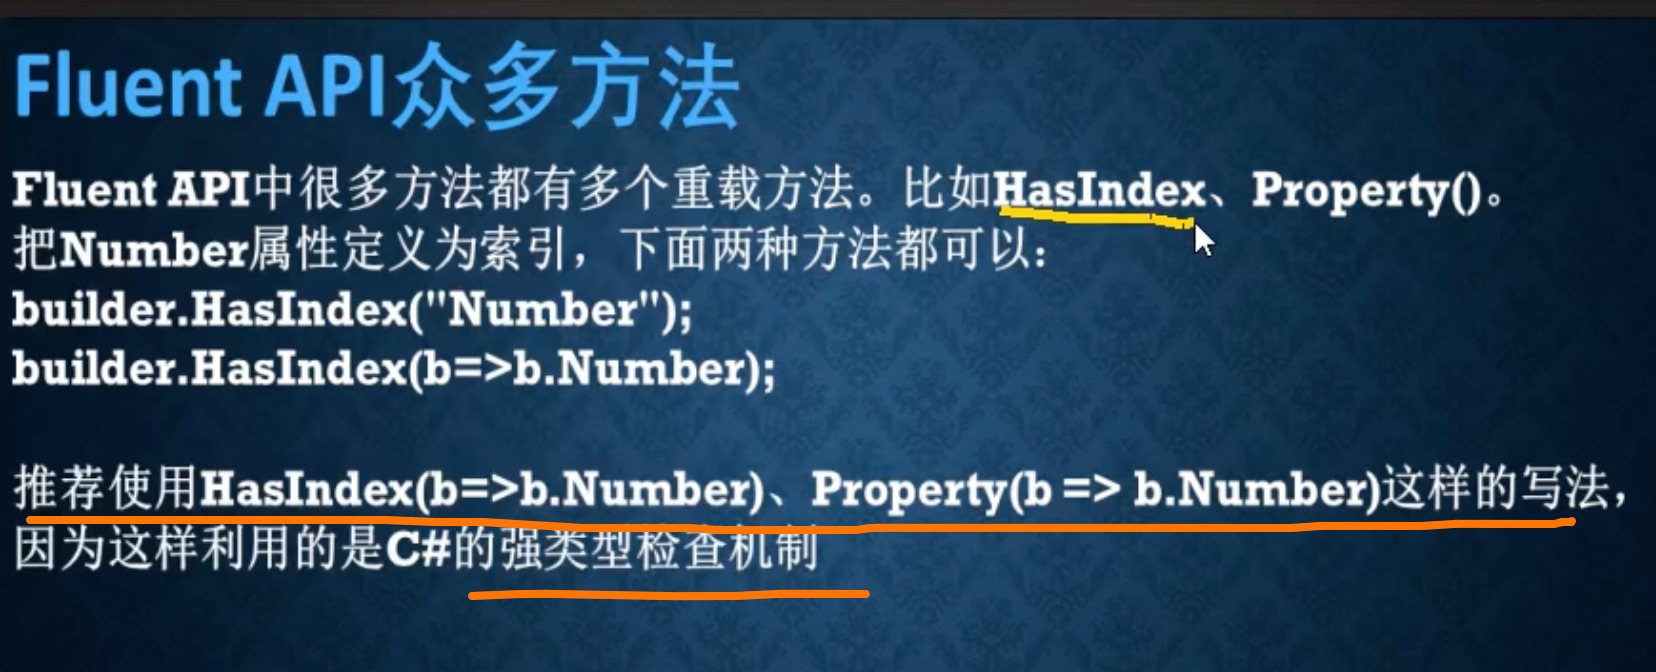 Fluent API众多方法
Fluent API中很多方法都有多个重载方法。比如HasIndex、Property()。
把Number属性定义为索引，下面两种方法都可以：
builder.HasIndex("Number");
builder.HasIndex(b=>b.Number);
推荐使用HasIndex(b=>b.Number)、Property(b => b.Number)这样的写法，
因为这样利用的是C#的强类型检查机制